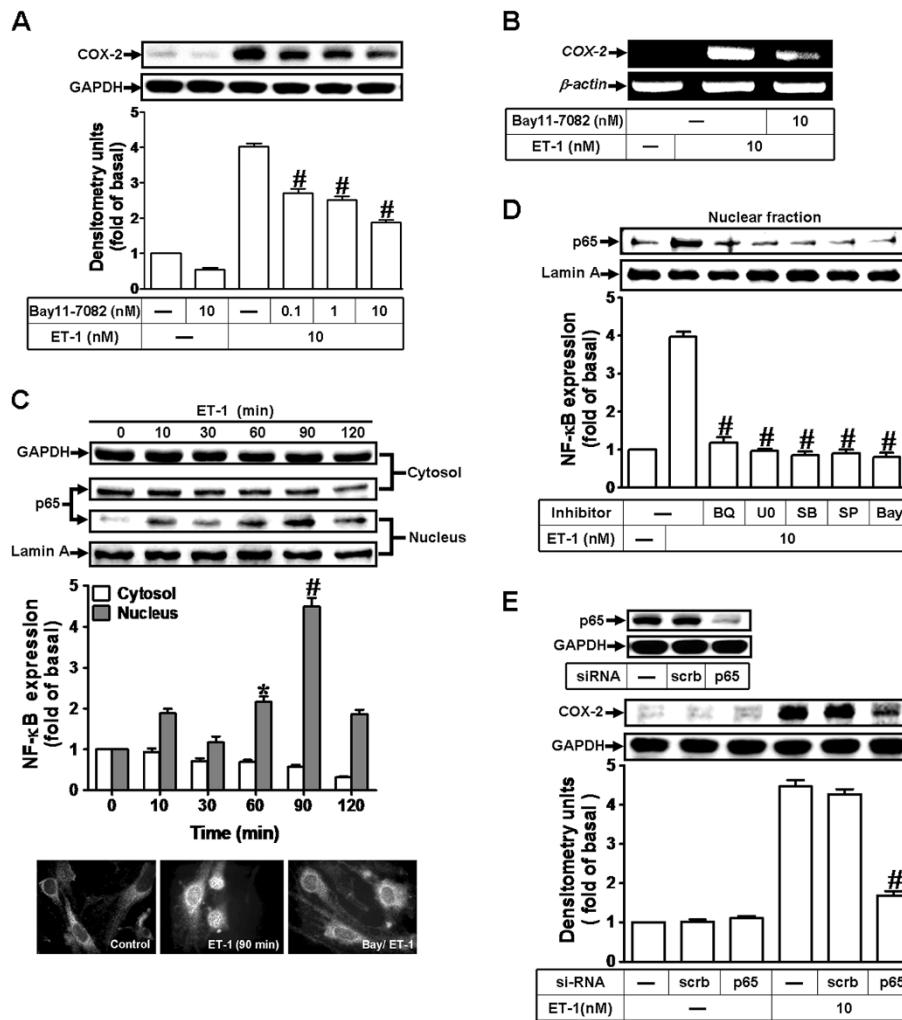 A
COX-2
GAPDH
Densitometry units
(fold of basal)
5
4
3
2
1
0
# # #
Bay11-7082 (nM) — 10 — 0.1 1 10
ET-1 (nM) — 10
B
COX-2
β-actin
Bay11-7082 (nM) — 10
ET-1 (nM) — 10
C
ET-1 (min)
0 10 30 60 90 120
GAPDH
Cytosol
p65
Nucleus
Lamin A
NF-κB expression
(fold of basal)
5
4
3
2
1
0
Cytosol
Nucleus
* #
0 10 30 60 90 120
Time (min)
Control
ET-1 (90 min)
Bay/ ET-1
D
Nuclear fraction
p65
Lamin A
NF-κB expression
(fold of basal)
5
4
2
1
0
# # # # #
Inhibitor — BQ U0 SB SP Bay
ET-1 (nM) — 10
E
p65
GAPDH
siRNA — scrb p65
COX-2
GAPDH
Densitometry units
( fold of basal )
5
4
3
2
1
0
#
si-RNA — scrb p65 — scrb p65
ET-1(nM) — 10